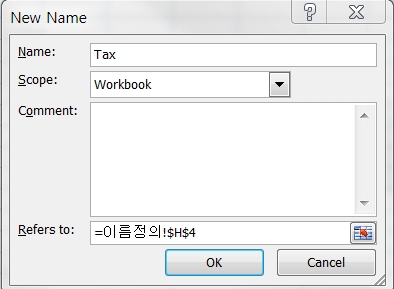 New Name
Name:
Tax
Scope:
Workbook
Comment:
Refers to:
=이름정의!$H$4
OK
Cancel